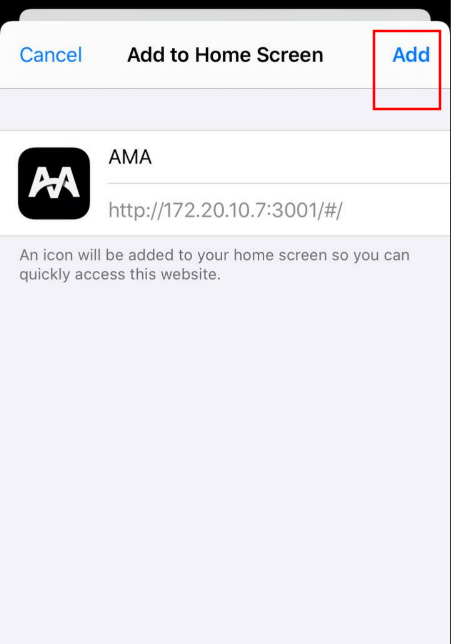 Cancel Add to Home Screen Add
AMA
http://172.20.10.7:3001/#/
An icon will be added to your home screen so you can
quickly access this website.